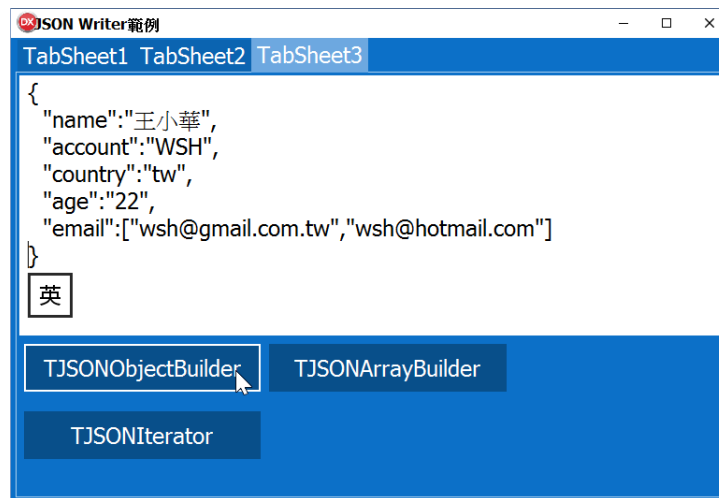 DX JSON Writer範例
TabSheet1 TabSheet2 TabSheet3
{
"name":"王小華",
"account":"WSH",
"country":"tw",
"age":"22",
"email":["wsh@gmail.com.tw","wsh@hotmail.com"]
}
英
TJSONObjectBuilder TJSONArrayBuilder
TJSONIterator